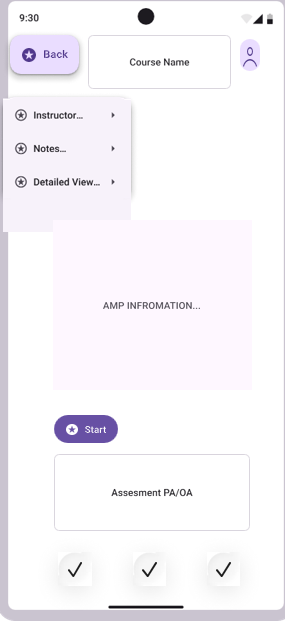 9:30
Back
Course Name
Instructor...
Notes...
Detailed View...
AMP INFROMATION...
Start
Assesment PA/OA